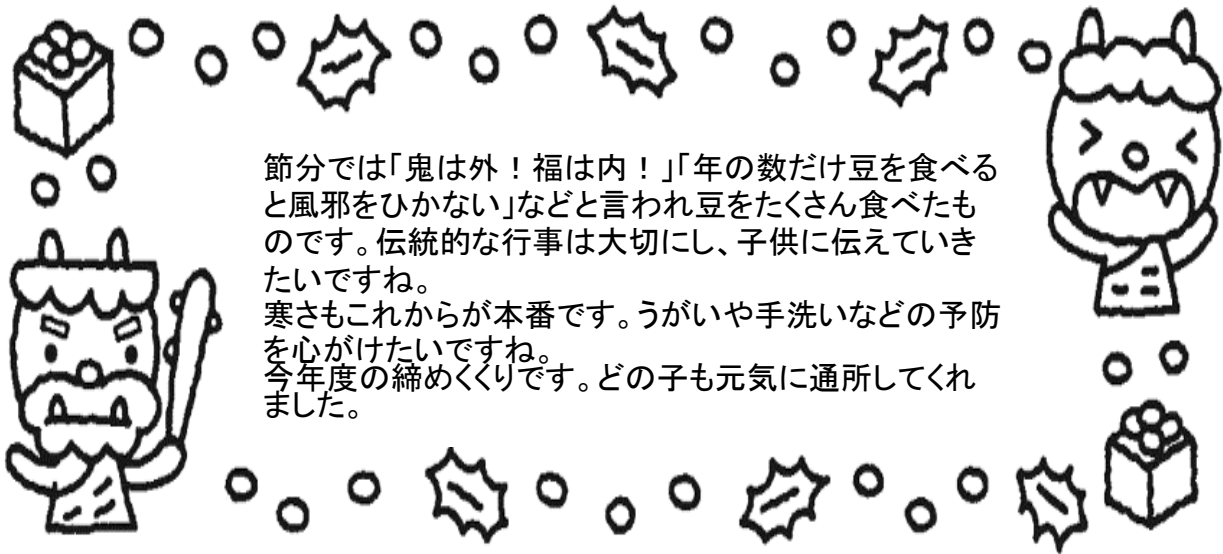 節分では「鬼は外！福は内！」「年の数だけ豆を食べる
と風邪をひかない」などと言われ豆をたくさん食べたも
のです。伝統的な行事は大切にし、子供に伝えていき
たいですね。
寒さもこれからが本番です。うがいや手洗いなどの予防
を心がけたいですね。
今年度の締めくくりです。どの子も元気に通所してくれ
ました。